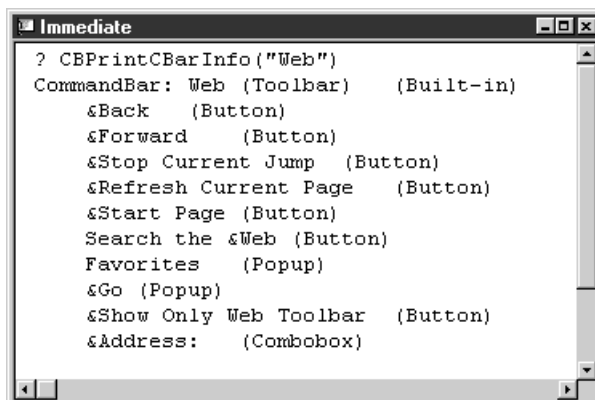 Immediate
? CBPrintCBarInfo("Web")
CommandBar: Web (Toolbar) (Built-in)
&Back (Button)
&Forward (Button)
&Stop Current Jump (Button)
&Refresh Current Page (Button)
&Start Page (Button)
Search the &Web (Button)
Favorites (Popup)
&Go (Popup)
&Show Only Web Toolbar (Button)
&Address: (Combobox)